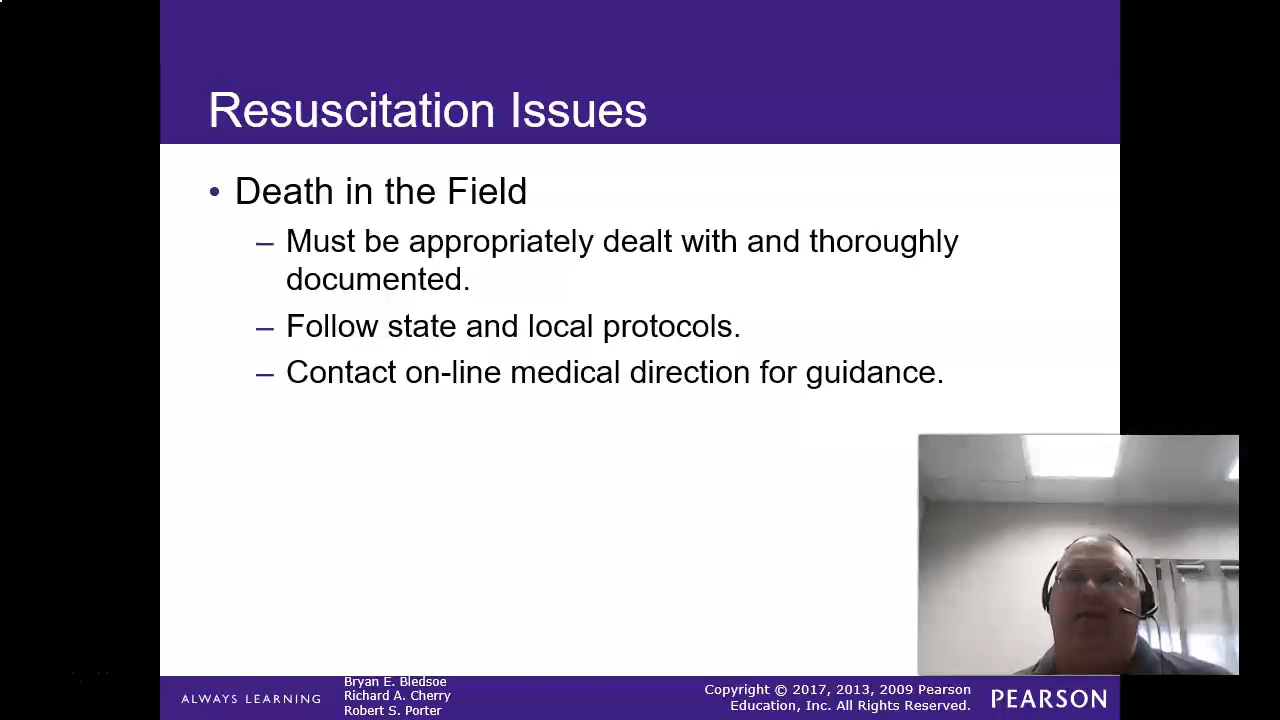 Resuscitation Issues
• Death in the Field
– Must be appropriately dealt with and thoroughly
documented.
– Follow state and local protocols.
– Contact on-line medical direction for guidance.
ALWAYS LEARNING
Bryan E. Bledsoe
Richard A. Cherry
Robert S. Porter
Copyright © 2017, 2013, 2009 Pearson
Education, Inc. All Rights Reserved.
PEARSON